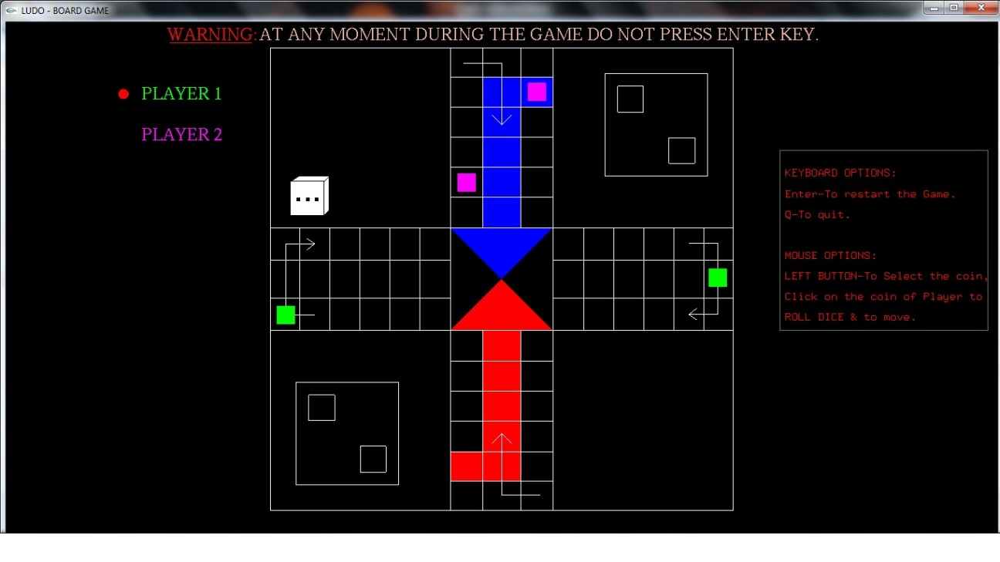 LUDO - BOARD GAME
WARNING: AT ANY MOMENT DURING THE GAME DO NOT PRESS ENTER KEY.
PLAYER 1
PLAYER 2
KEYBOARD OPTIONS:
Enter-To restart the Game.
Q-To quit.
MOUSE OPTIONS:
LEFT BUTTON-To Select the coin,
Click on the coin of Player to
ROLL DICE & to move.